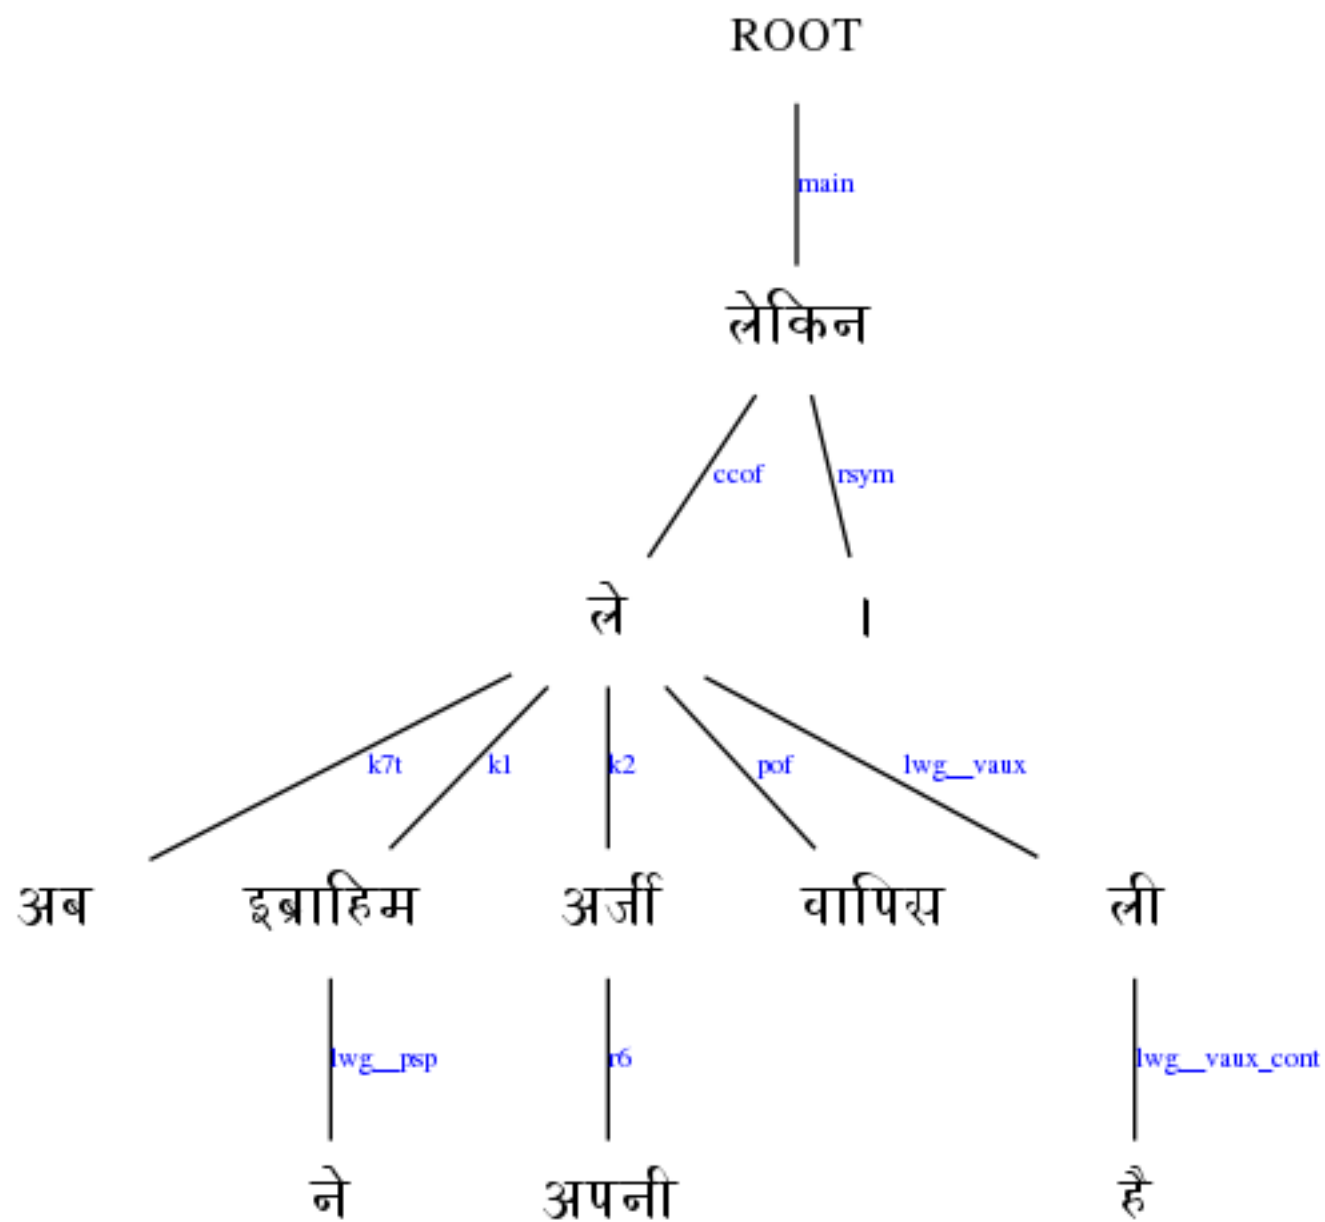 ROOT
main
लेकिन
ccof rsym
ले ।
k7t k1 k2 pof lwg__vaux
अब इब्राहिम अर्जी वापिस ली
lwg__psp r6 lwg__vaux_cont
ने अपनी है